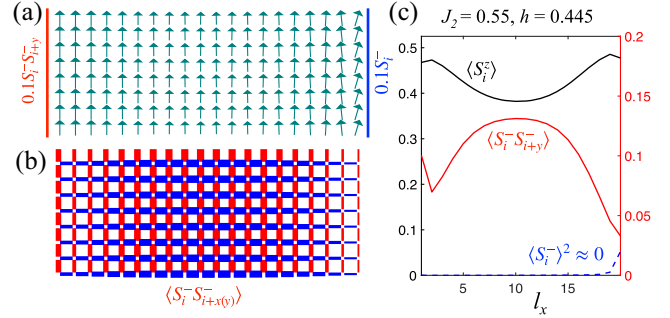 (a)
0.1S_i^-S_{i+y}^-
0.1S_i^-
(b)
⟨S_i^-S_{i+x(y)}^-⟩
(c)
J_2 = 0.55, h = 0.445
0.5
0.4
0.3
0.2
0.1
0
0.2
0.15
0.1
0.05
0
⟨S_i^z⟩
⟨S_i^-S_{i+y}^-⟩
⟨S_i^-⟩^2 ≈ 0
5
10
15
l_x